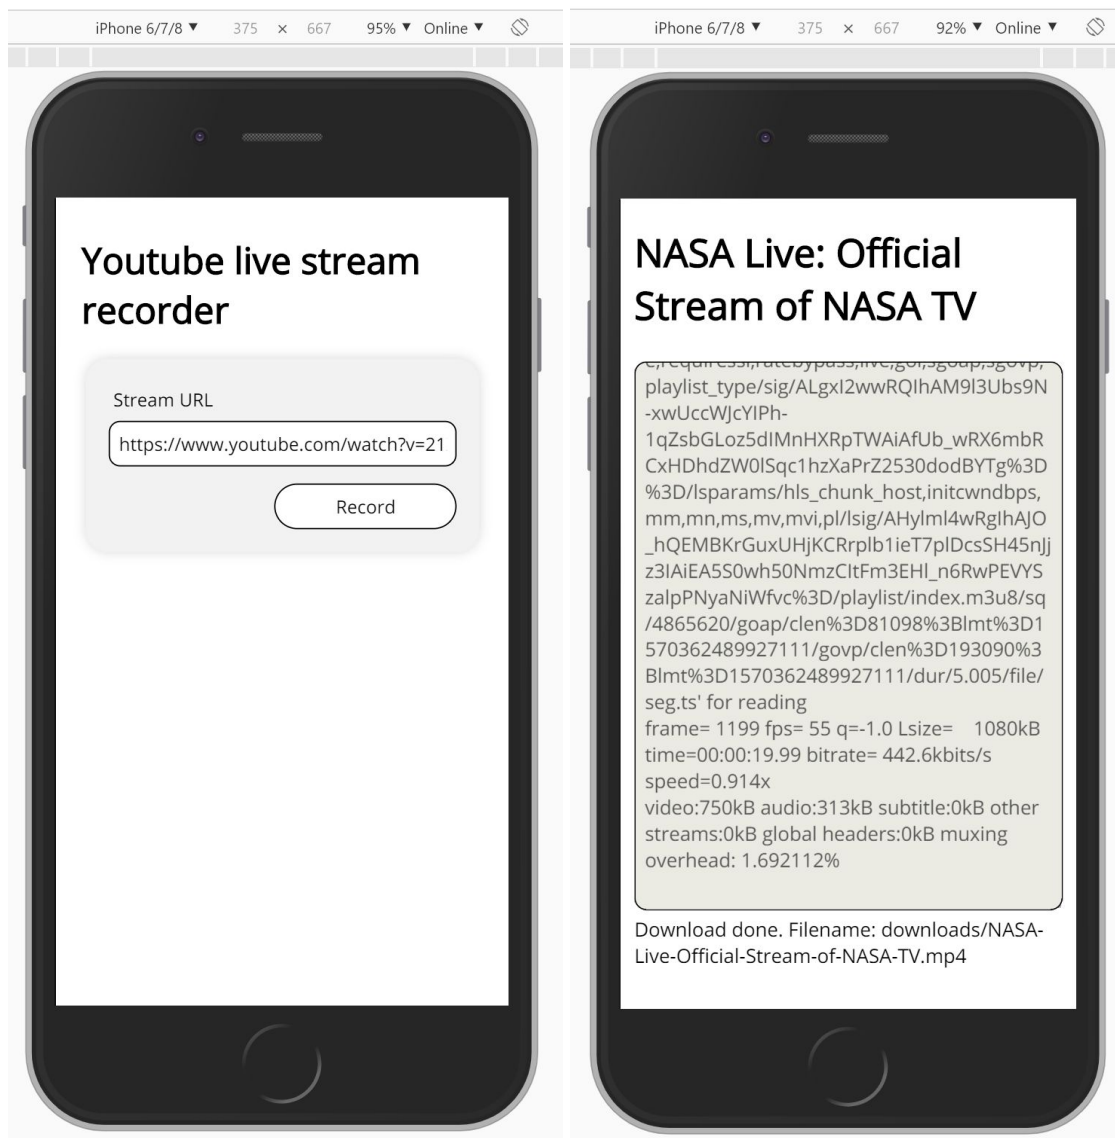 iPhone 6/7/8 ▼ 375 × 667 95% ▼ Online ▼
Youtube live stream
recorder
Stream URL
https://www.youtube.com/watch?v=21
Record
iPhone 6/7/8 ▼ 375 × 667 92% ▼ Online ▼
NASA Live: Official
Stream of NASA TV
playlist_type/sig/ALgxI2wwRQIhAM9l3Ubs9N
-xwUccWJcYIPh-
1qZsbGLoz5dIMnHXRpTWAiAfUb_wRX6mbR
CxHDhdZW0lSqc1hzXaPrZ2530dodBYTg%3D
%3D/lsparams/hls_chunk_host,initcwndbps,
mm,mn,ms,mv,mvi,pl/lsig/AHylml4wRgIhAJO
_hQEMBKrGuxUHjKCRrplb1ieT7plDcsSH45nJj
z3IAiEA5S0wh50NmzCItFm3EHl_n6RwPEVYS
zalpPNyaNiWfvc%3D/playlist/index.m3u8/sq
/4865620/goap/clen%3D81098%3Blmt%3D1
570362489927111/govp/clen%3D193090%3
Blmt%3D1570362489927111/dur/5.005/file/
seg.ts' for reading
frame= 1199 fps= 55 q=-1.0 Lsize=    1080kB
time=00:00:19.99 bitrate= 442.6kbits/s
speed=0.914x
video:750kB audio:313kB subtitle:0kB other
streams:0kB global headers:0kB muxing
overhead: 1.692112%
Download done. Filename: downloads/NASA-
Live-Official-Stream-of-NASA-TV.mp4